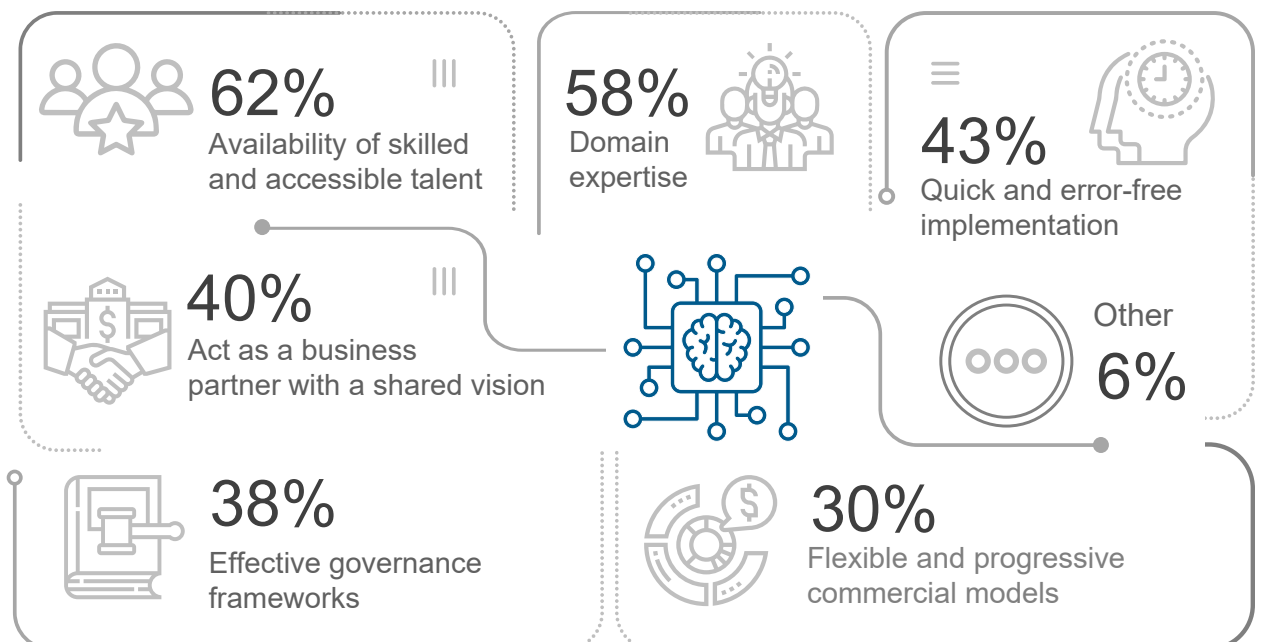 62%
Availability of skilled
and accessible talent
58%
Domain
expertise
43%
Quick and error-free
implementation
40%
Act as a business
partner with a shared vision
$
Other
6%
38%
Effective governance
frameworks
$
30%
Flexible and progressive
commercial models